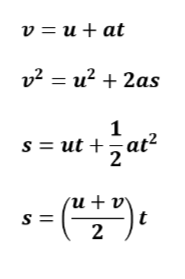 v = u + at
v² = u² + 2as
s = ut + 1/2 at²
s = ((u + v)/2) t